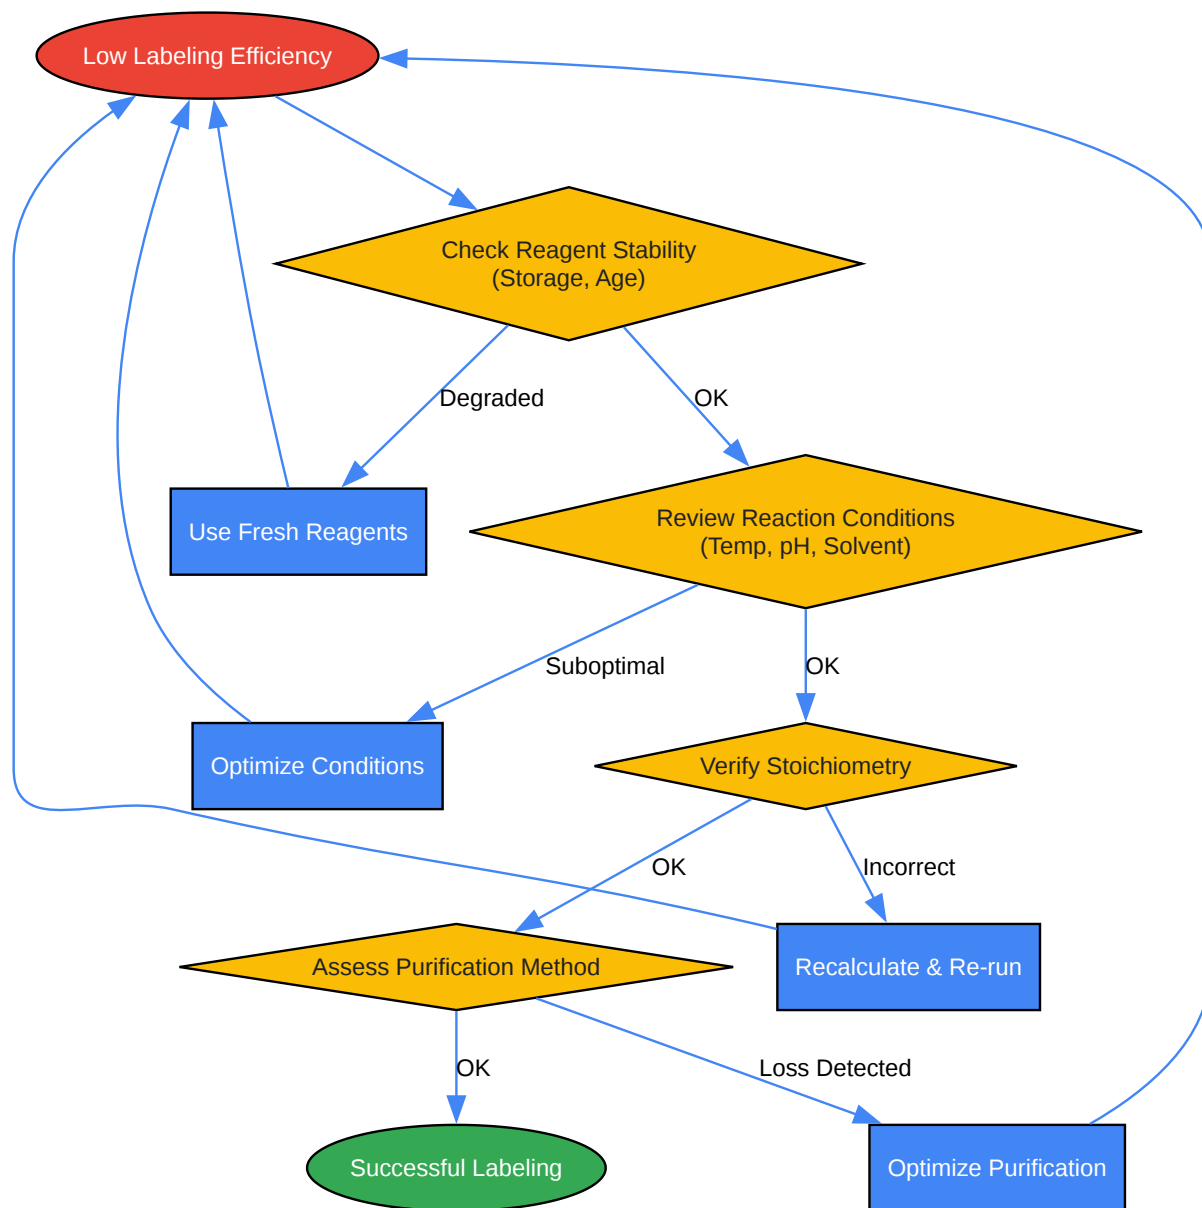 Low Labeling Efficiency
Check Reagent Stability
(Storage, Age)
Degraded
OK
Use Fresh Reagents
Review Reaction Conditions
(Temp, pH, Solvent)
Suboptimal
OK
Optimize Conditions
Verify Stoichiometry
OK
Incorrect
Assess Purification Method
Recalculate & Re-run
OK
Loss Detected
Successful Labeling
Optimize Purification